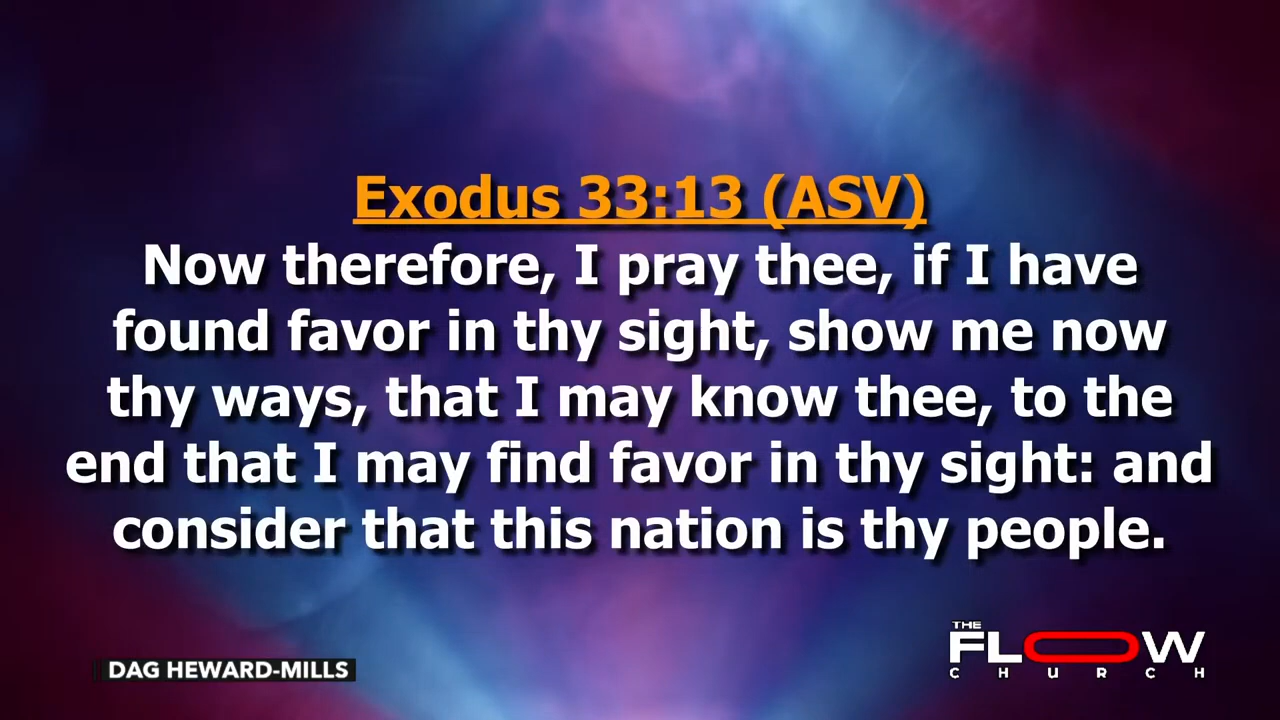 Exodus 33:13 (ASV)
Now therefore, I pray thee, if I have
found favor in thy sight, show me now
thy ways, that I may know thee, to the
end that I may find favor in thy sight: and
consider that this nation is thy people.
DAG HEWARD-MILLS
THE
FLOW
CHURCH